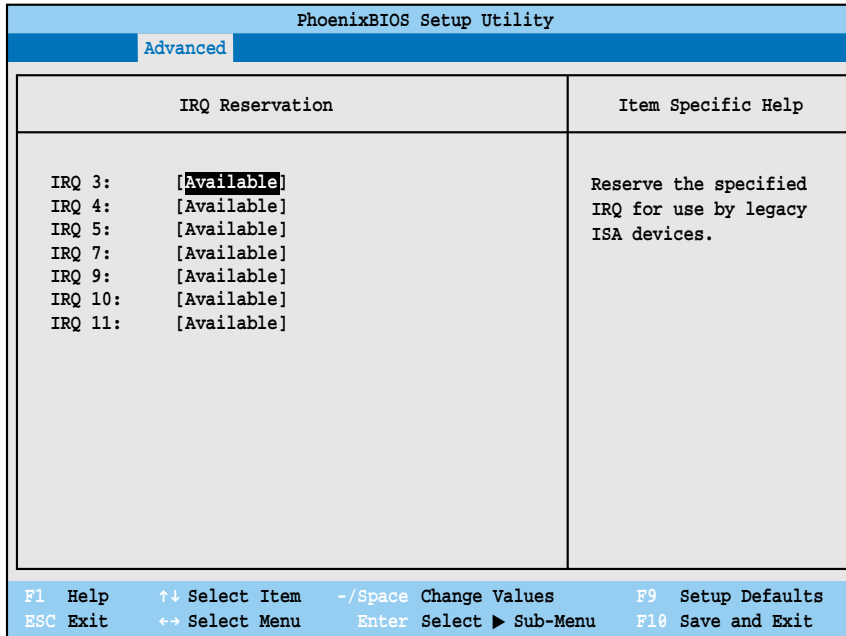 PhoenixBIOS Setup Utility
Advanced
IRQ Reservation
Item Specific Help
IRQ 3: [Available]
IRQ 4: [Available]
IRQ 5: [Available]
IRQ 7: [Available]
IRQ 9: [Available]
IRQ 10: [Available]
IRQ 11: [Available]
Reserve the specified
IRQ for use by legacy
ISA devices.
F1 Help ↑↓ Select Item -/Space Change Values F9 Setup Defaults
ESC Exit ←→ Select Menu Enter Select ▶ Sub-Menu F10 Save and Exit